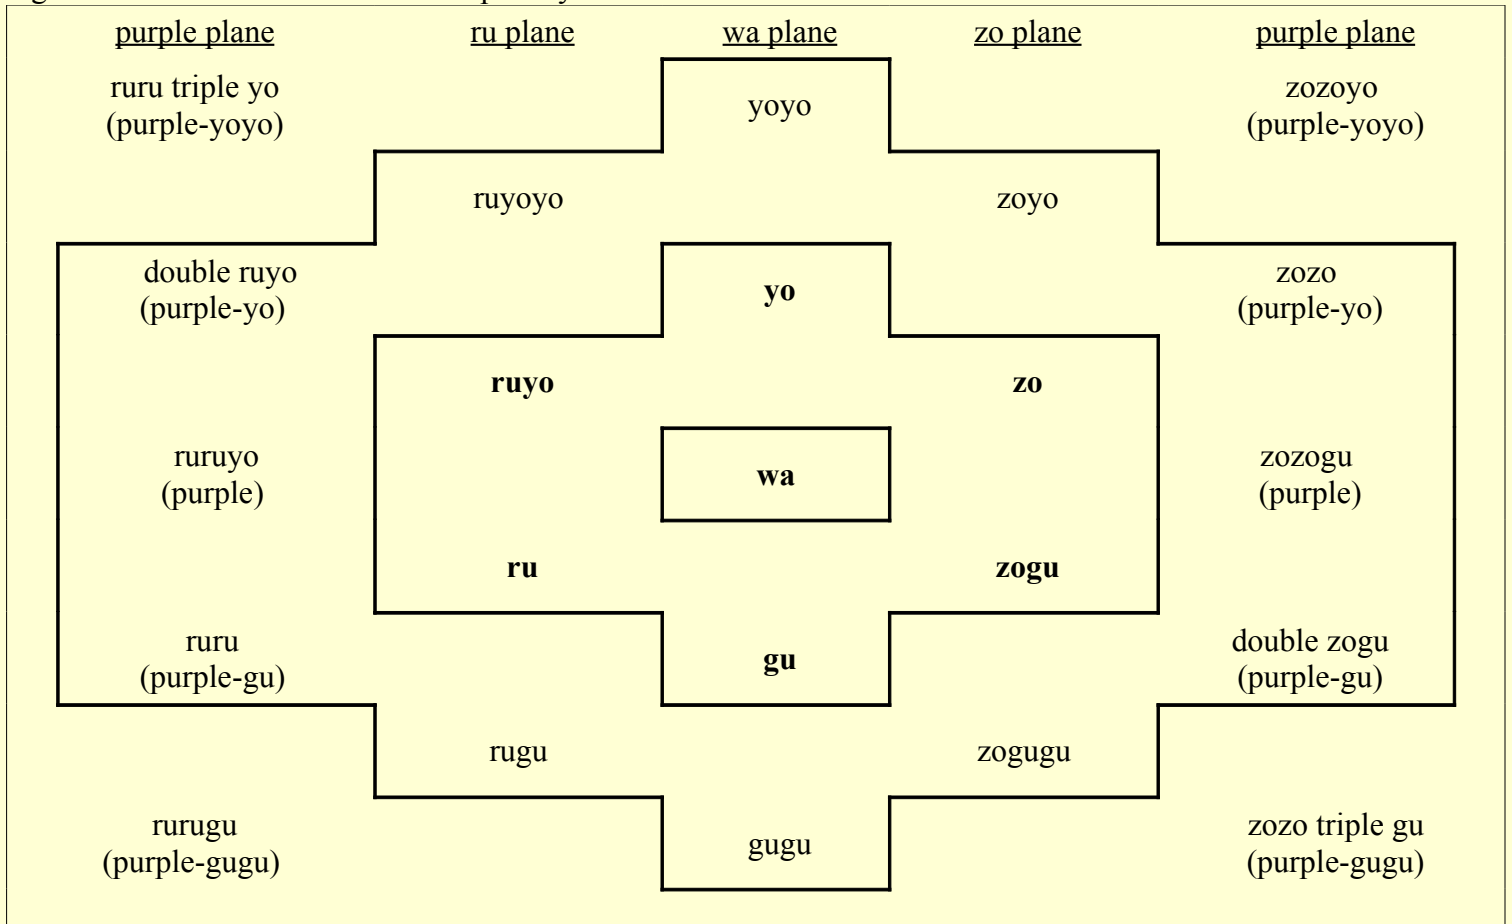 purple plane ru plane wa plane zo plane purple plane
ruru triple yo yoyo zozoyo
(purple-yoyo) (purple-yoyo)
ruyoyo zoyo
double ruyo yo zozo
(purple-yo) (purple-yo)
ruyo zo
ruruyo wa zozogu
(purple) (purple)
ru zogu
ruru gu double zogu
(purple-gu) (purple-gu)
rugu zogugu
rurugu gugu zozo triple gu
(purple-gugu) (purple-gugu)